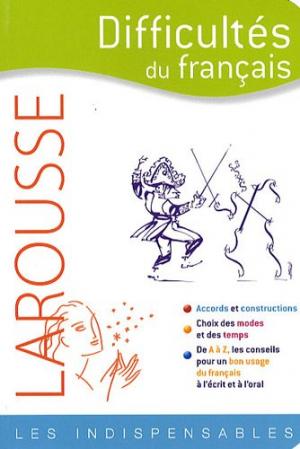 Difficultés
du français
LAROUSSE
Accords et constructions
Choix des modes
et des temps
De A à Z, les conseils
pour un bon usage
du français
à l'écrit et à l'oral
LES INDISPENSABLES